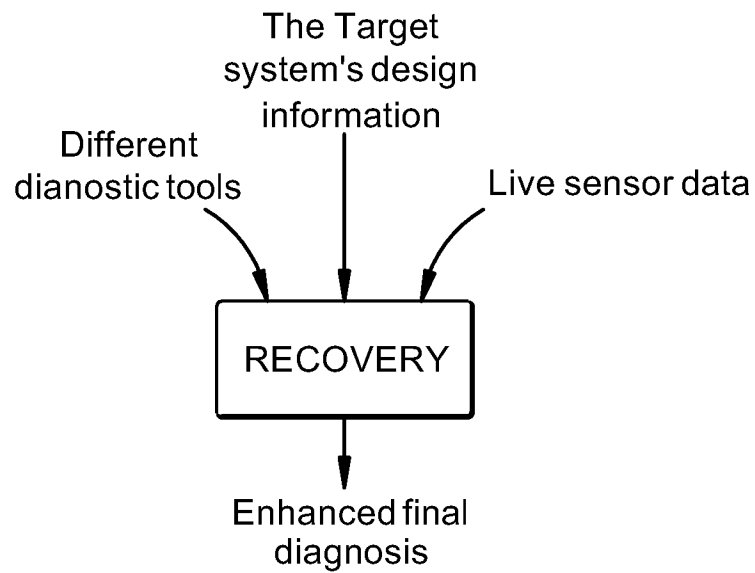 The Target
system's design
information
Different
dianostic tools
Live sensor data
RECOVERY
Enhanced final
diagnosis